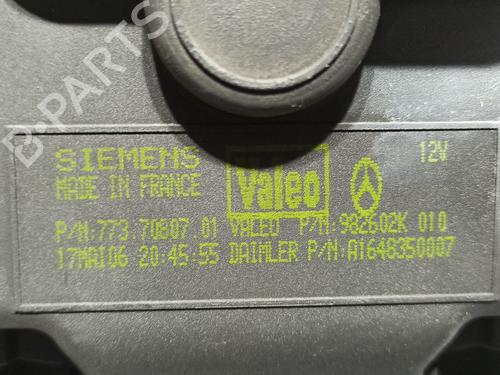 B-PARTS
SIEMENS
MADE IN FRANCE
Valeo
12V
P/N:773.70807.01 VALEO P/N:982602K 010
17MAI06 20:45:55 DAIMLER P/N:A1648350007